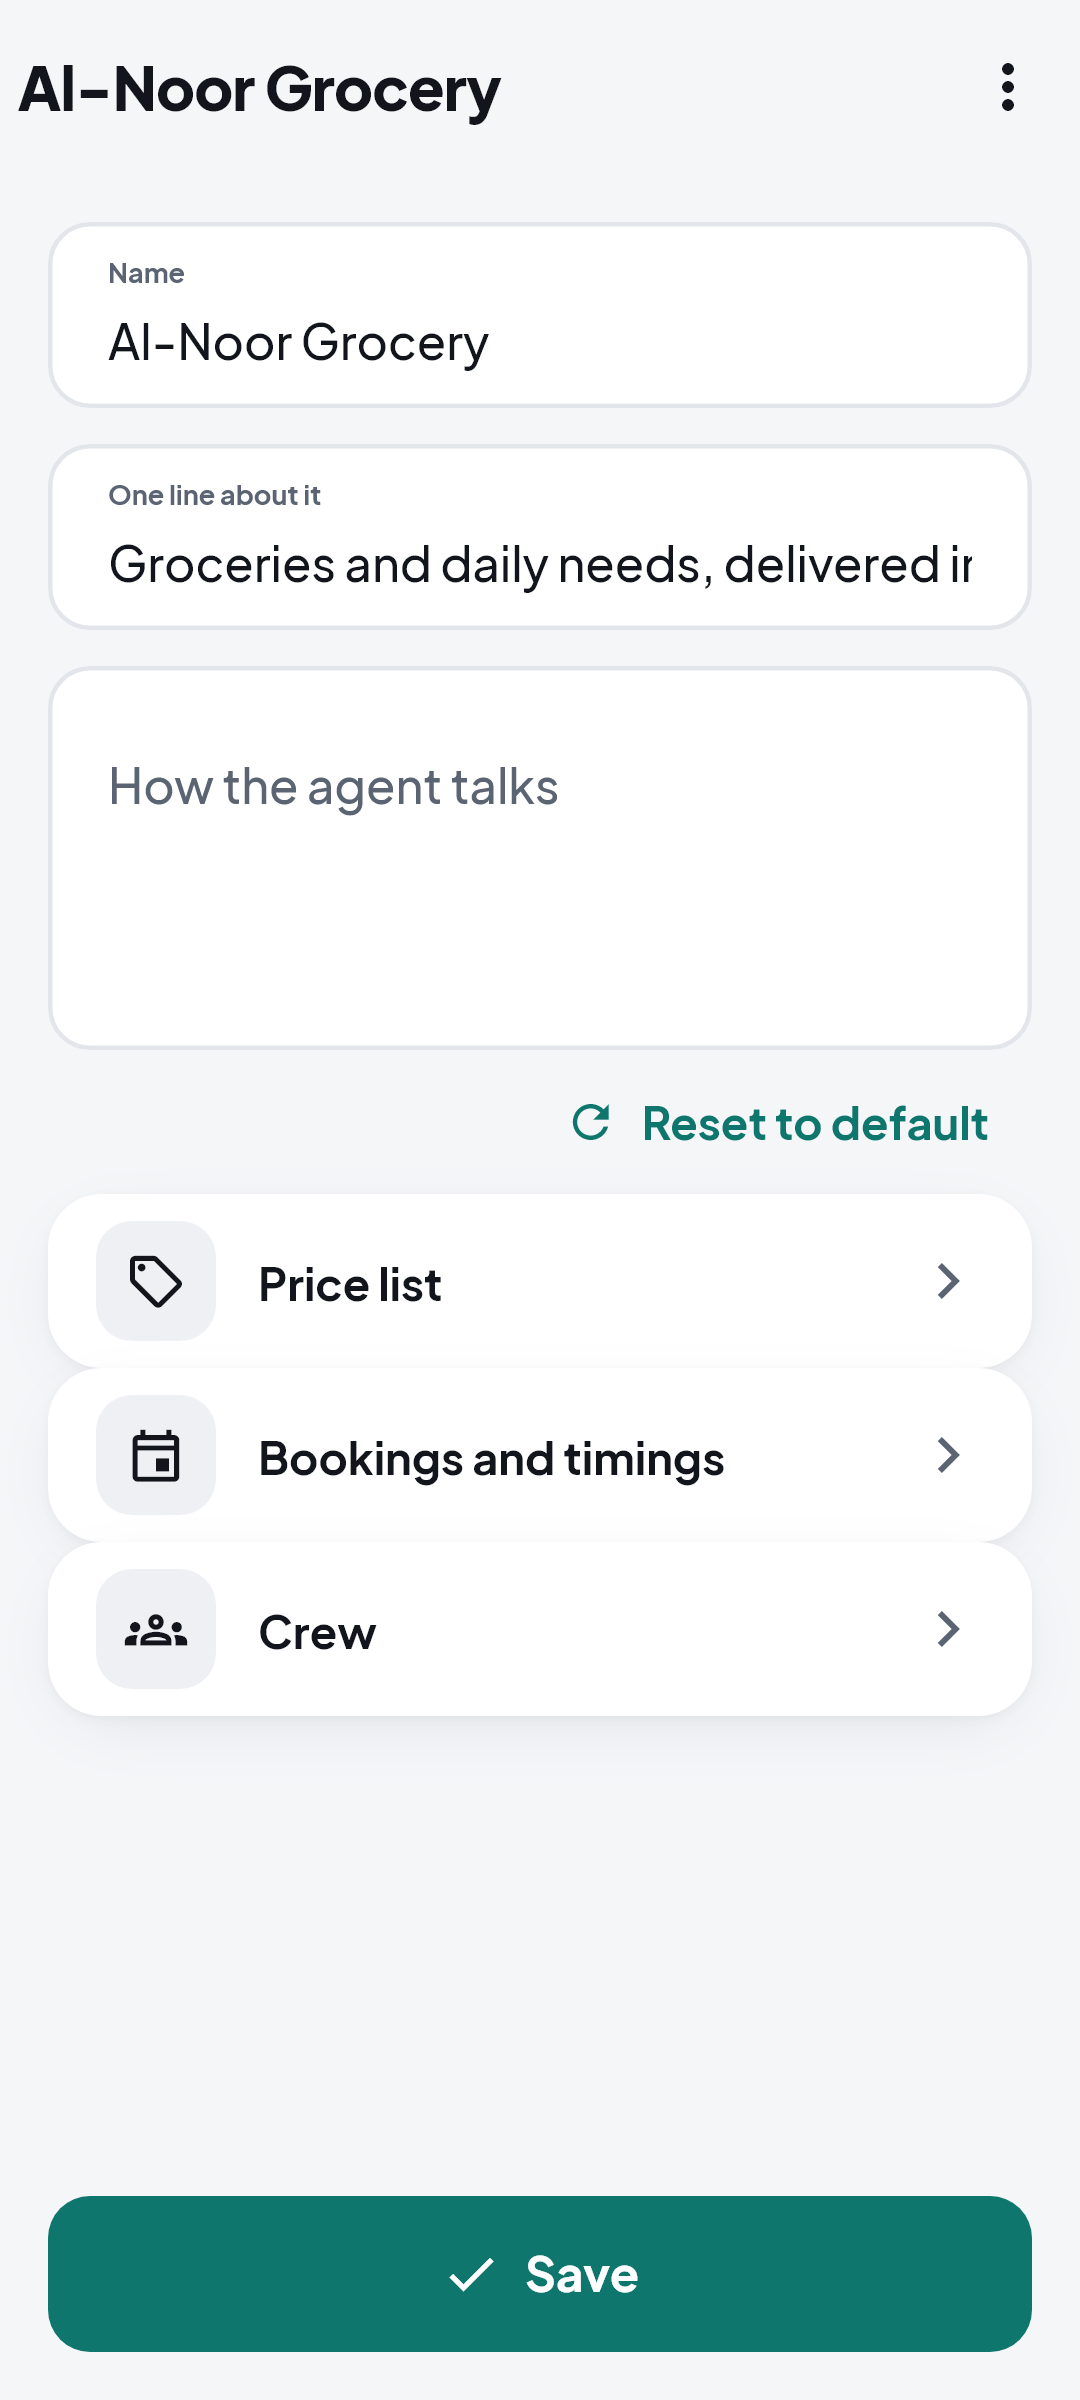 Al-Noor Grocery
Name
Al-Noor Grocery
One line about it
Groceries and daily needs, delivered
How the agent talks
Reset to default
Price list
Bookings and timings
Crew
Save